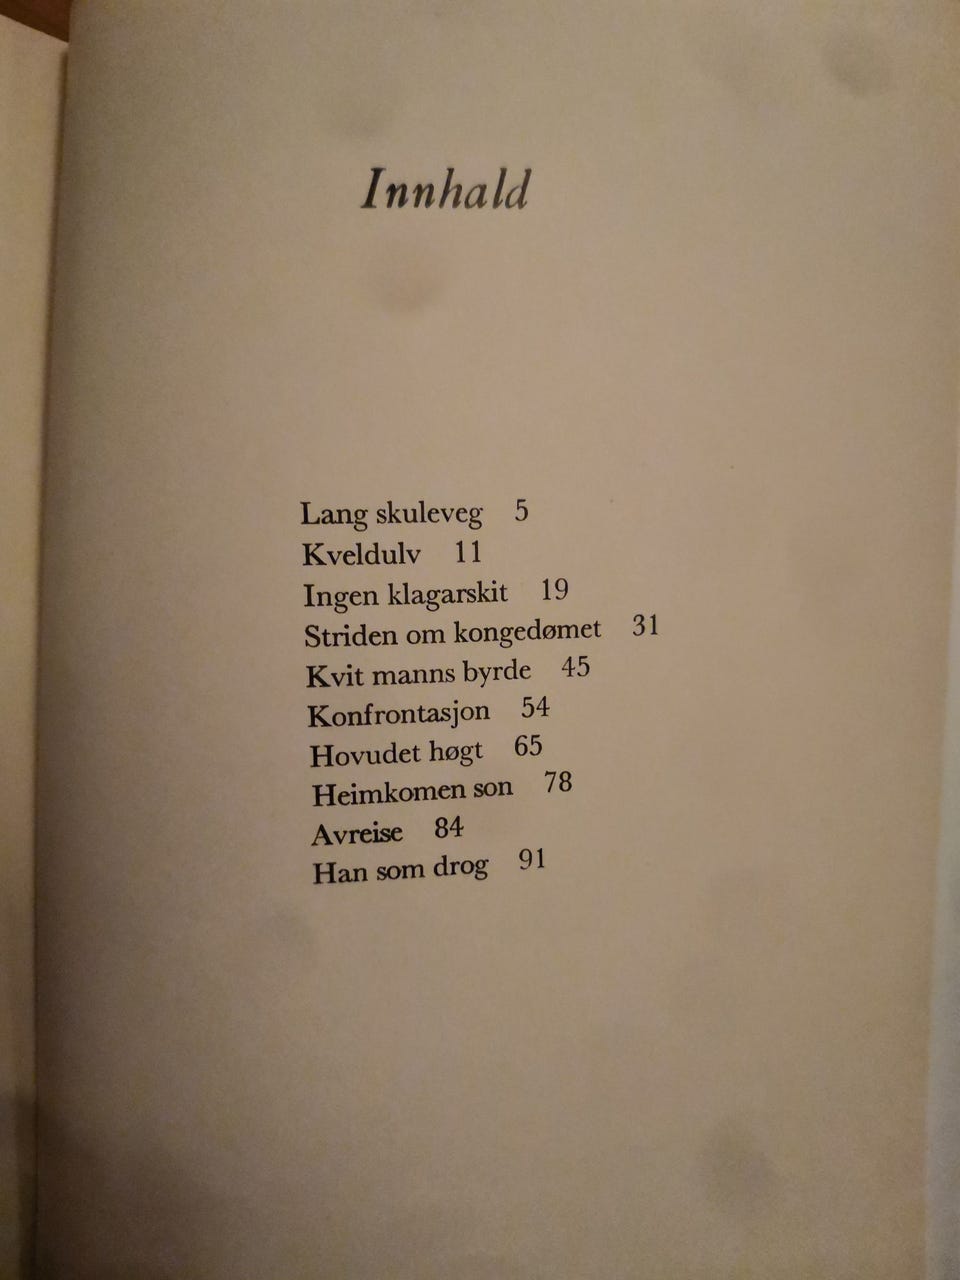 Innhald
Lang skuleveg 5
Kveldulv 11
Ingen klagarskit 19
Striden om kongedømet 31
Kvit manns byrde 45
Konfrontasjon 54
Hovudet høgt 65
Heimkomen son 78
Avreise 84
Han som drog 91